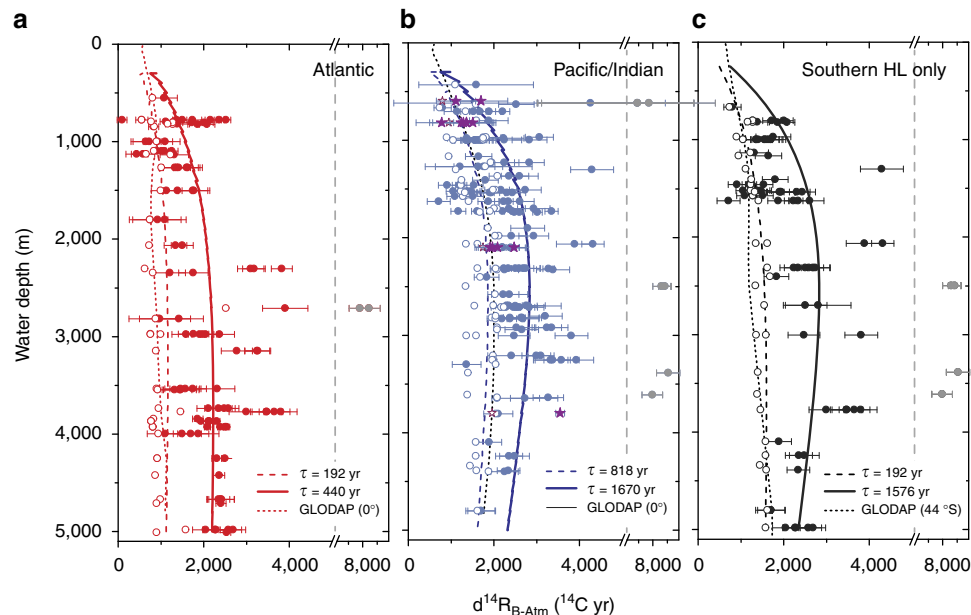 a
b
c
Atlantic
Pacific/Indian
Southern HL only
Water depth (m)
0
1,000
2,000
3,000
4,000
5,000
τ = 192 yr
τ = 440 yr
GLODAP (0°)
τ = 818 yr
τ = 1670 yr
GLODAP (0°)
τ = 192 yr
τ = 1576 yr
GLODAP (44 °S)
0 2,000 4,000 8,000
0 2,000 4,000 8,000
0 2,000 4,000 8,000
d¹⁴R_B-Atm (¹⁴C yr)